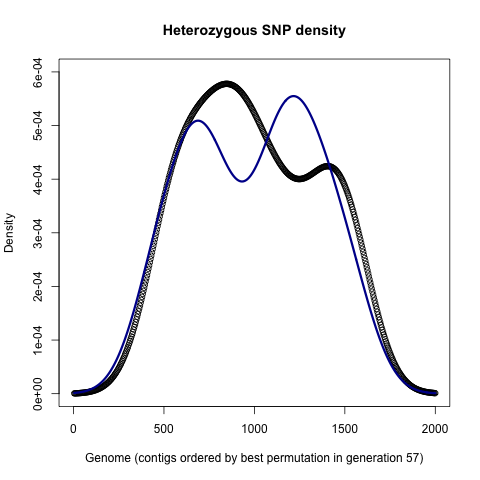 Heterozygous SNP density
Density
6e-04
5e-04
4e-04
3e-04
2e-04
1e-04
0e+00
0 500 1000 1500 2000
Genome (contigs ordered by best permutation in generation 57)